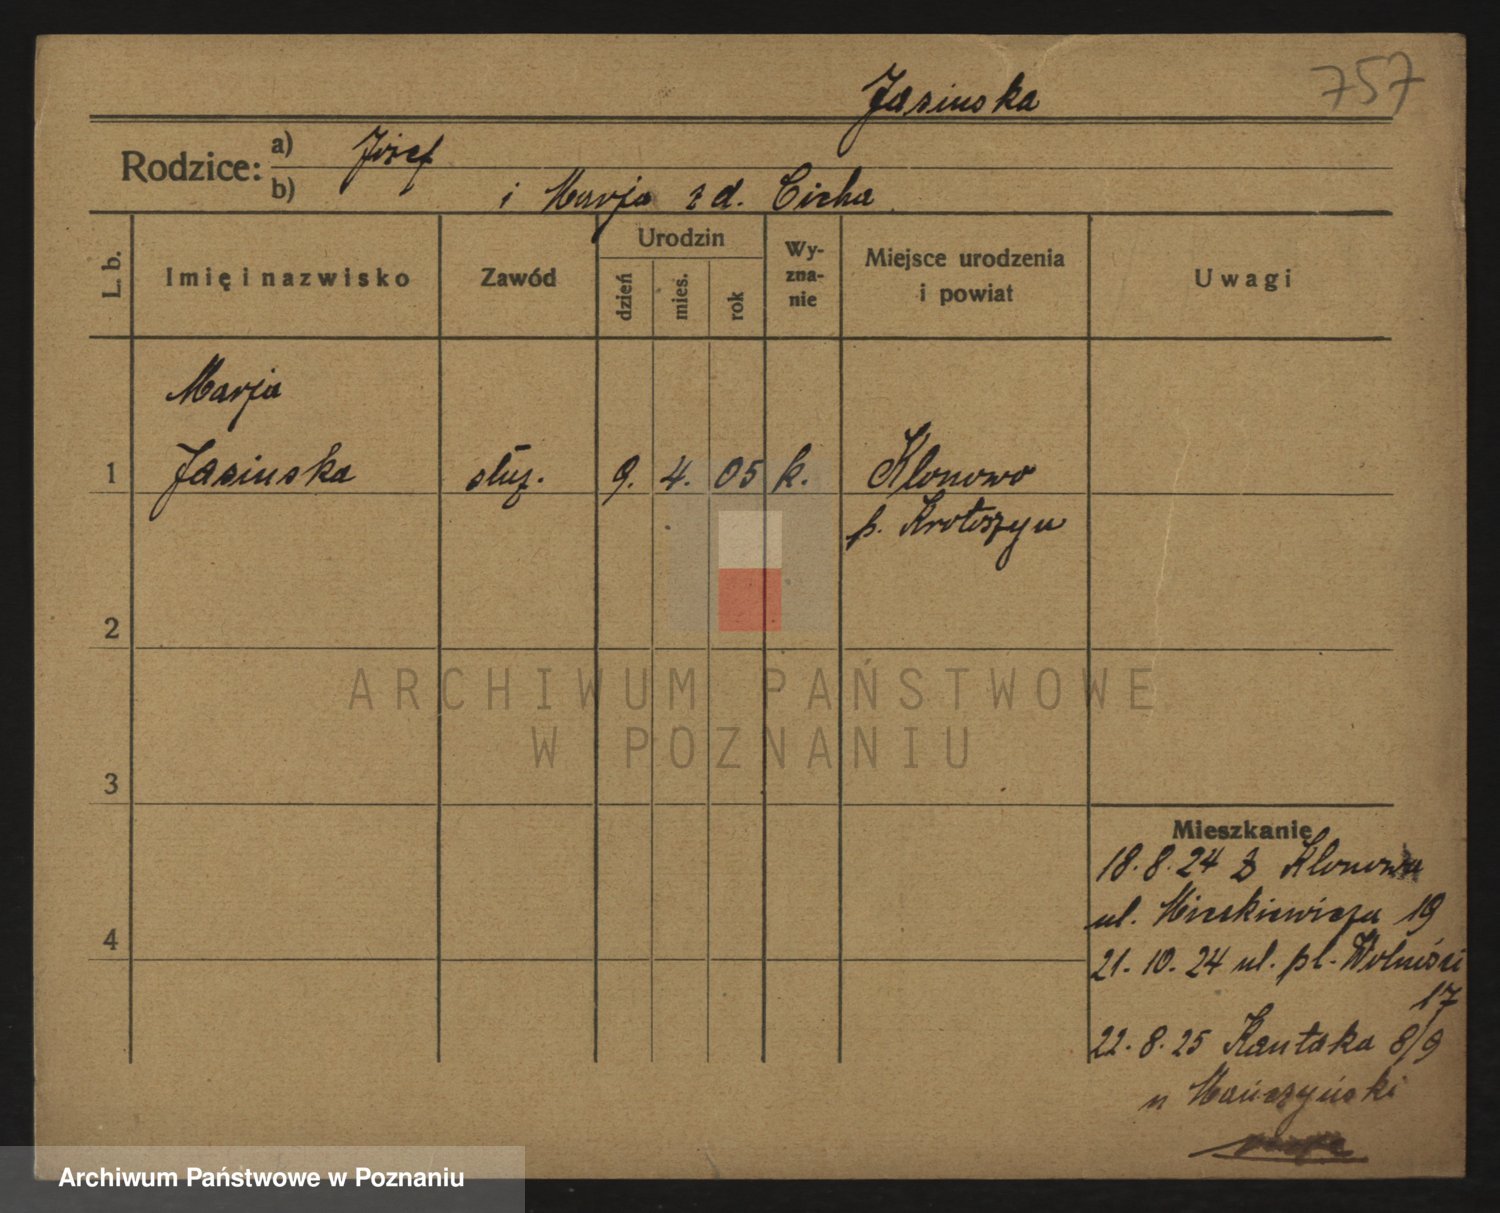 757
Jasinska
Rodzice:
a) Józef
b) i Marja z d. Cicha
L. b.
Imię i nazwisko
Zawód
Urodzin
dzień
mies.
rok
Wy-
zna-
nie
Miejsce urodzenia
i powiat
Uwagi
Marja
1 Jasinska służ. 9. 4. 05 k. Klonowo
p. Krotoszyn
2
3
4
ARCHIWUM PAŃSTWOWE
W POZNANIU
Mieszkanie
18.8.24 z Klonowa
ul. Mickiewicza 19
21.10.24 ul. pl. Wolności
17
22.8.25 Kantaka 8/9
u Mańczyński
Archiwum Państwowe w Poznaniu